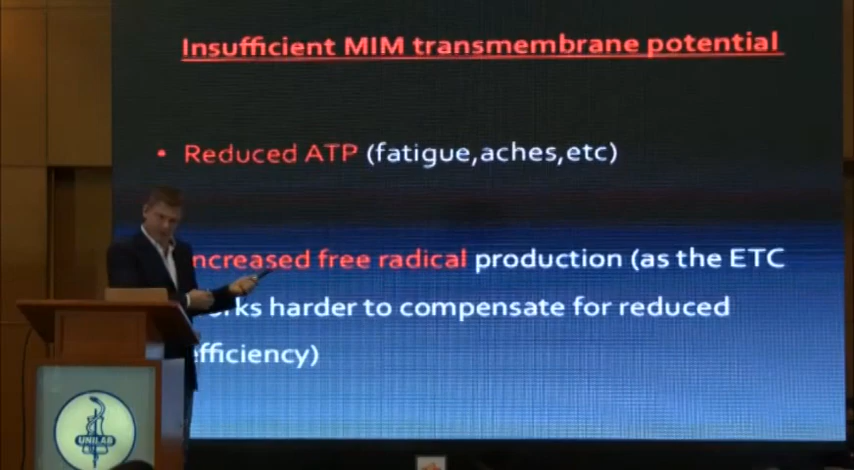 Insufficient MIM transmembrane potential
• Reduced ATP (fatigue,aches,etc)
ncreased free radical production (as the ETC
rks harder to compensate for reduced
efficiency)
UNILAB